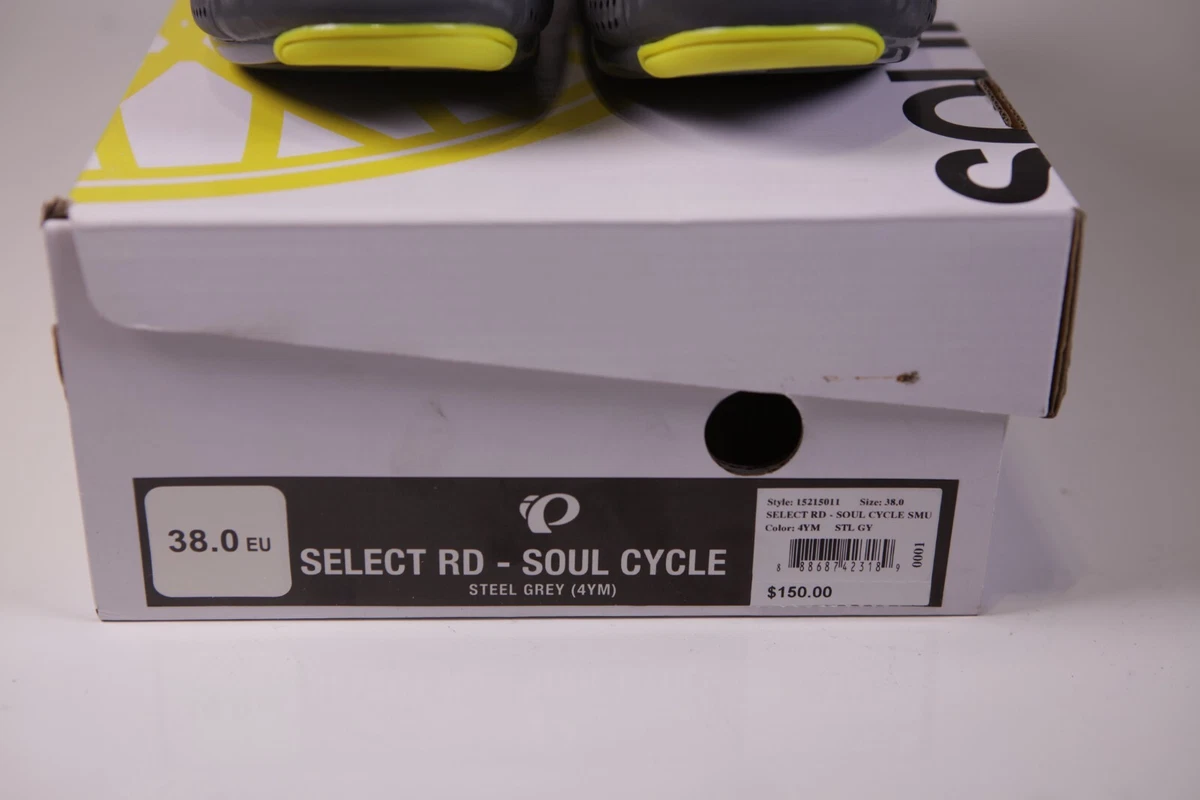 38.0 EU
SELECT RD - SOUL CYCLE
STEEL GREY (4YM)
Style: 15215011 Size: 38.0
SELECT RD - SOUL CYCLE SMU
Color: 4YM STL GY
8 88687 42318 9
0001
$150.00